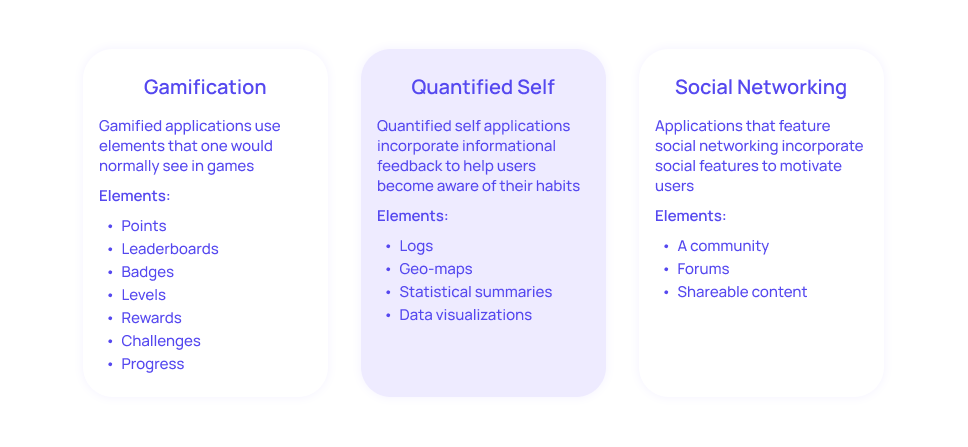 Gamification
Gamified applications use
elements that one would
normally see in games
Elements:
• Points
• Leaderboards
• Badges
• Levels
• Rewards
• Challenges
• Progress
Quantified Self
Quantified self applications
incorporate informational
feedback to help users
become aware of their habits
Elements:
• Logs
• Geo-maps
• Statistical summaries
• Data visualizations
Social Networking
Applications that feature
social networking incorporate
social features to motivate
users
Elements:
• A community
• Forums
• Shareable content